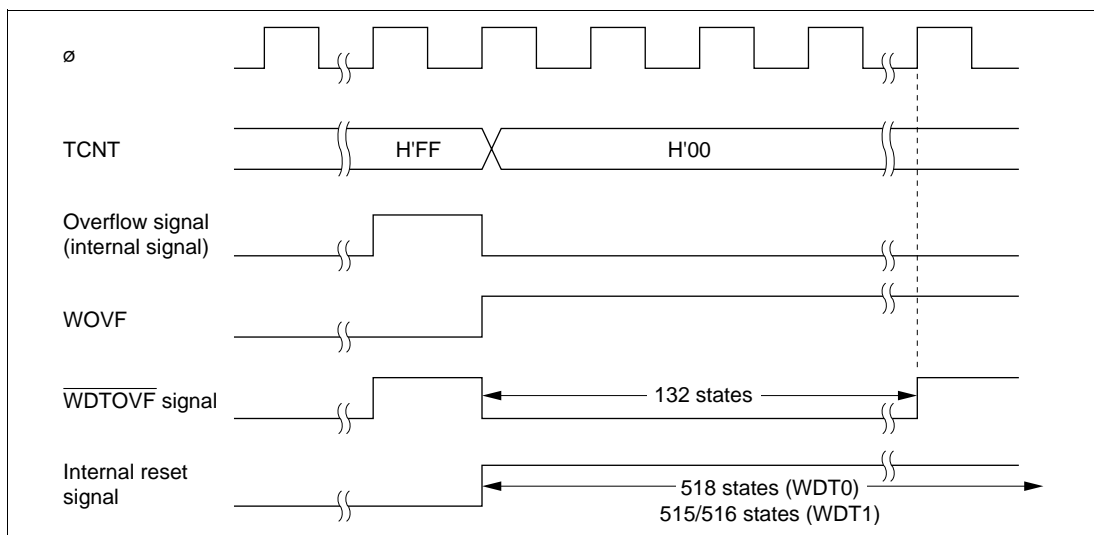 ø
TCNT
H'FF
H'00
Overflow signal
(internal signal)
WOVF
WDTOVF signal
132 states
Internal reset
signal
518 states (WDT0)
515/516 states (WDT1)